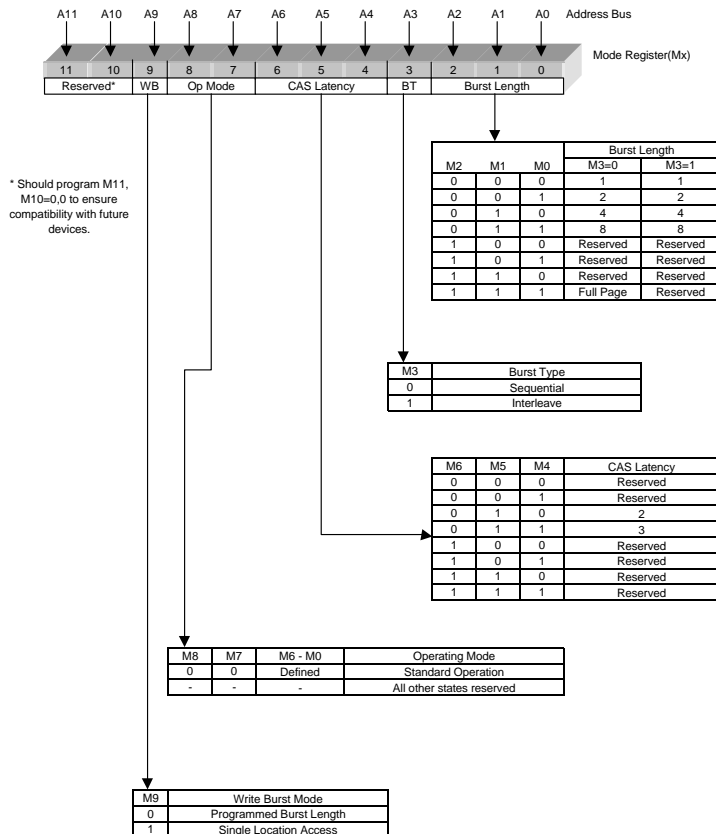 A11 A10 A9 A8 A7 A6 A5 A4 A3 A2 A1 A0 Address Bus
Mode Register(Mx)
11 10 9 8 7 6 5 4 3 2 1 0
Reserved* WB Op Mode CAS Latency BT Burst Length
* Should program M11,
M10=0,0 to ensure
compatibility with future
devices.
Burst Length
M2 M1 M0 M3=0 M3=1
0 0 0 1 1
0 0 1 2 2
0 1 0 4 4
0 1 1 8 8
1 0 0 Reserved Reserved
1 0 1 Reserved Reserved
1 1 0 Reserved Reserved
1 1 1 Full Page Reserved
M3 Burst Type
0 Sequential
1 Interleave
M6 M5 M4 CAS Latency
0 0 0 Reserved
0 0 1 Reserved
0 1 0 2
0 1 1 3
1 0 0 Reserved
1 0 1 Reserved
1 1 0 Reserved
1 1 1 Reserved
M8 M7 M6 - M0 Operating Mode
0 0 Defined Standard Operation
- - - All other states reserved
M9 Write Burst Mode
0 Programmed Burst Length
1 Single Location Access